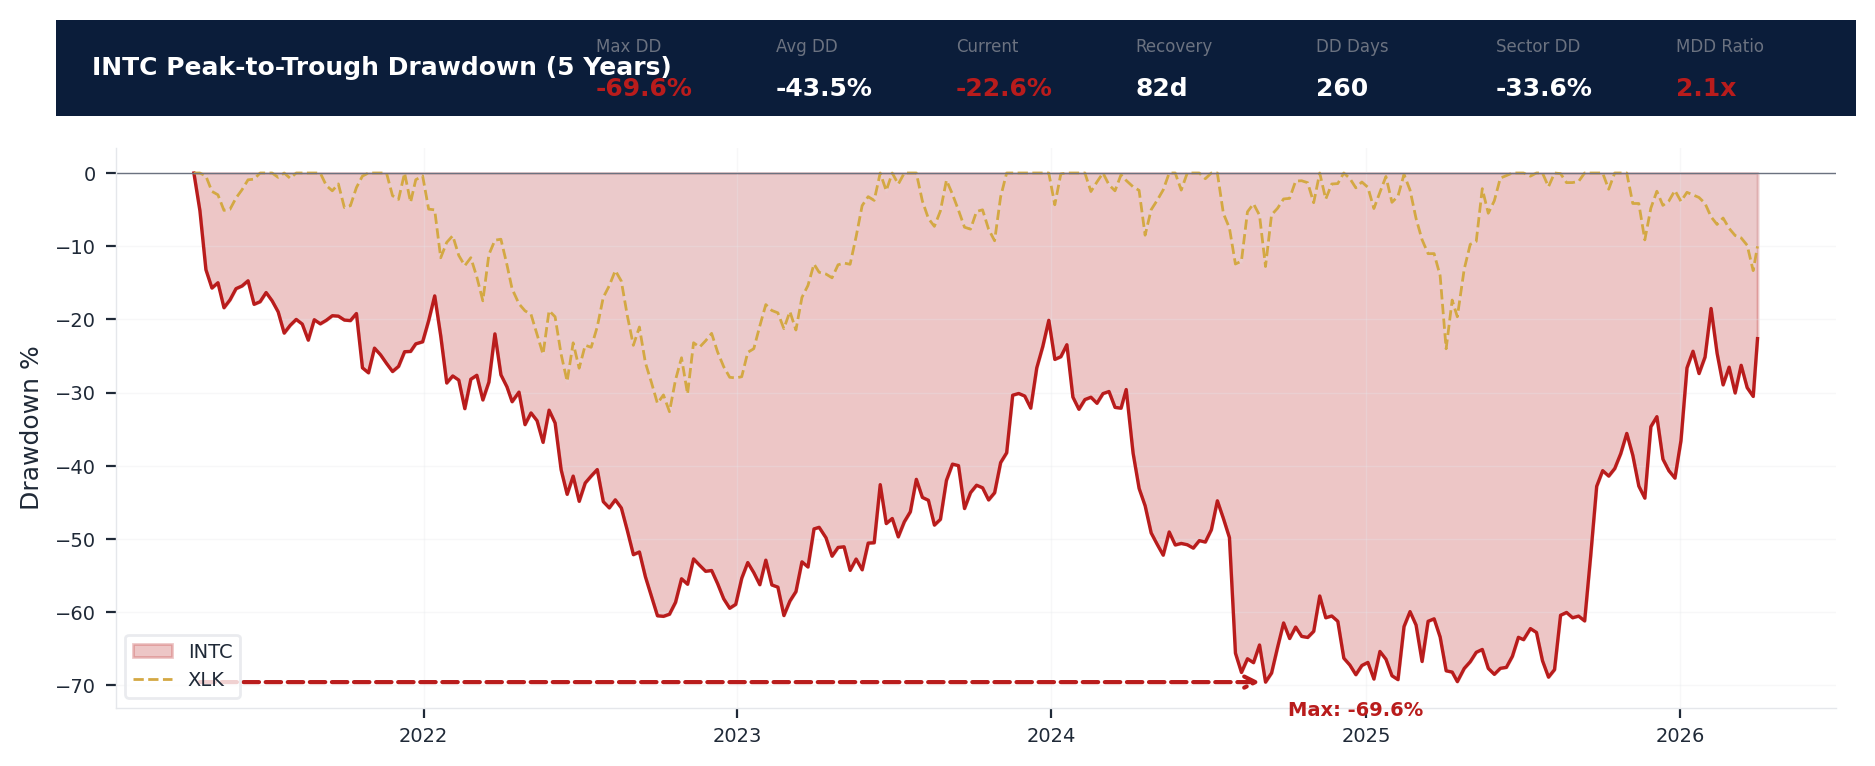 INTC Peak-to-Trough Drawdown (5 Years)
Max DD
-69.6%
Avg DD
-43.5%
Current
-22.6%
Recovery
82d
DD Days
260
Sector DD
-33.6%
MDD Ratio
2.1x
Drawdown %
0
−10
−20
−30
−40
−50
−60
−70
INTC
XLK
Max: -69.6%
2022
2023
2024
2025
2026